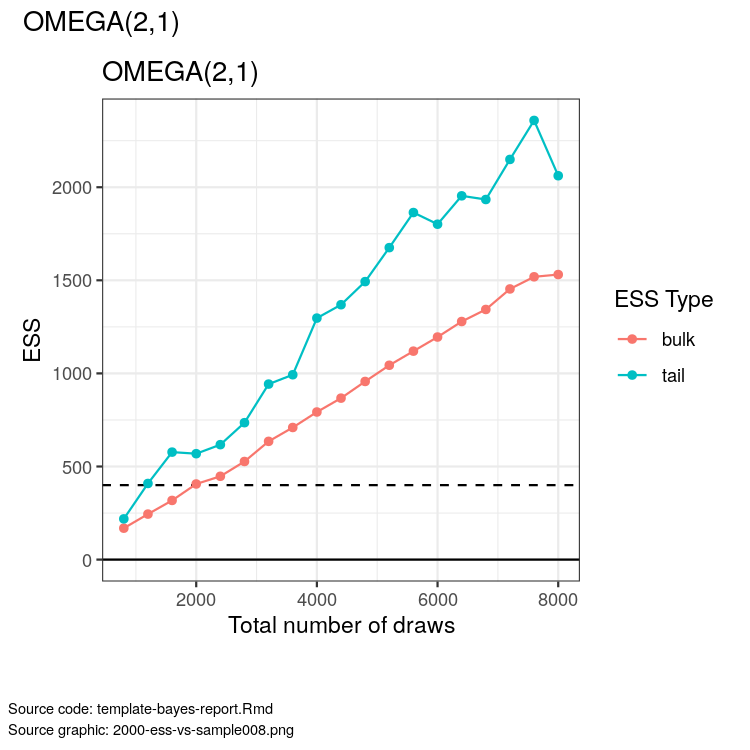 OMEGA(2,1)
OMEGA(2,1)
ESS
2000
1500
1000
500
0
2000 4000 6000 8000
Total number of draws
ESS Type
bulk
tail
Source code: template-bayes-report.Rmd
Source graphic: 2000-ess-vs-sample008.png